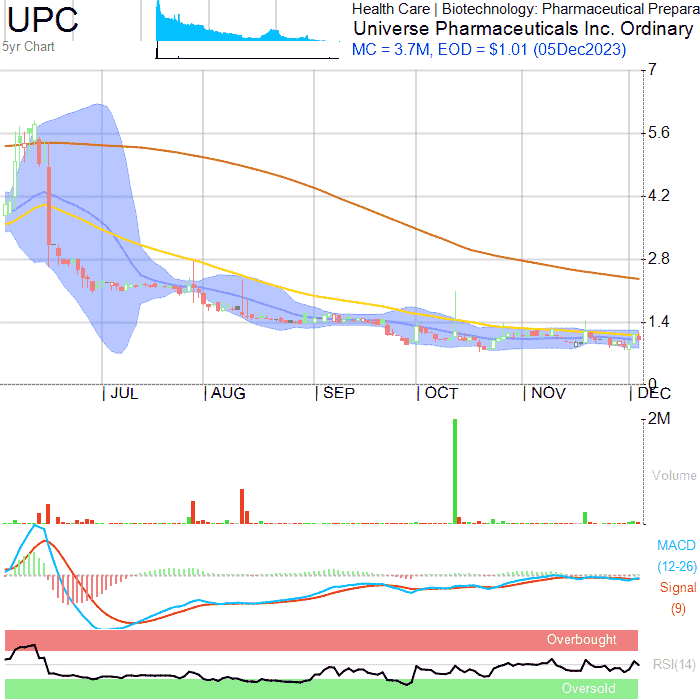 UPC
5yr Chart
Health Care | Biotechnology: Pharmaceutical Prepara
Universe Pharmaceuticals Inc. Ordinary
MC = 3.7M, EOD = $1.01 (05Dec2023)
7
5.6
4.2
2.8
1.4
0
JUL
AUG
SEP
OCT
NOV
DEC
2M
Volume
MACD
(12-26)
Signal
(9)
Overbought
RSI(14)
Oversold